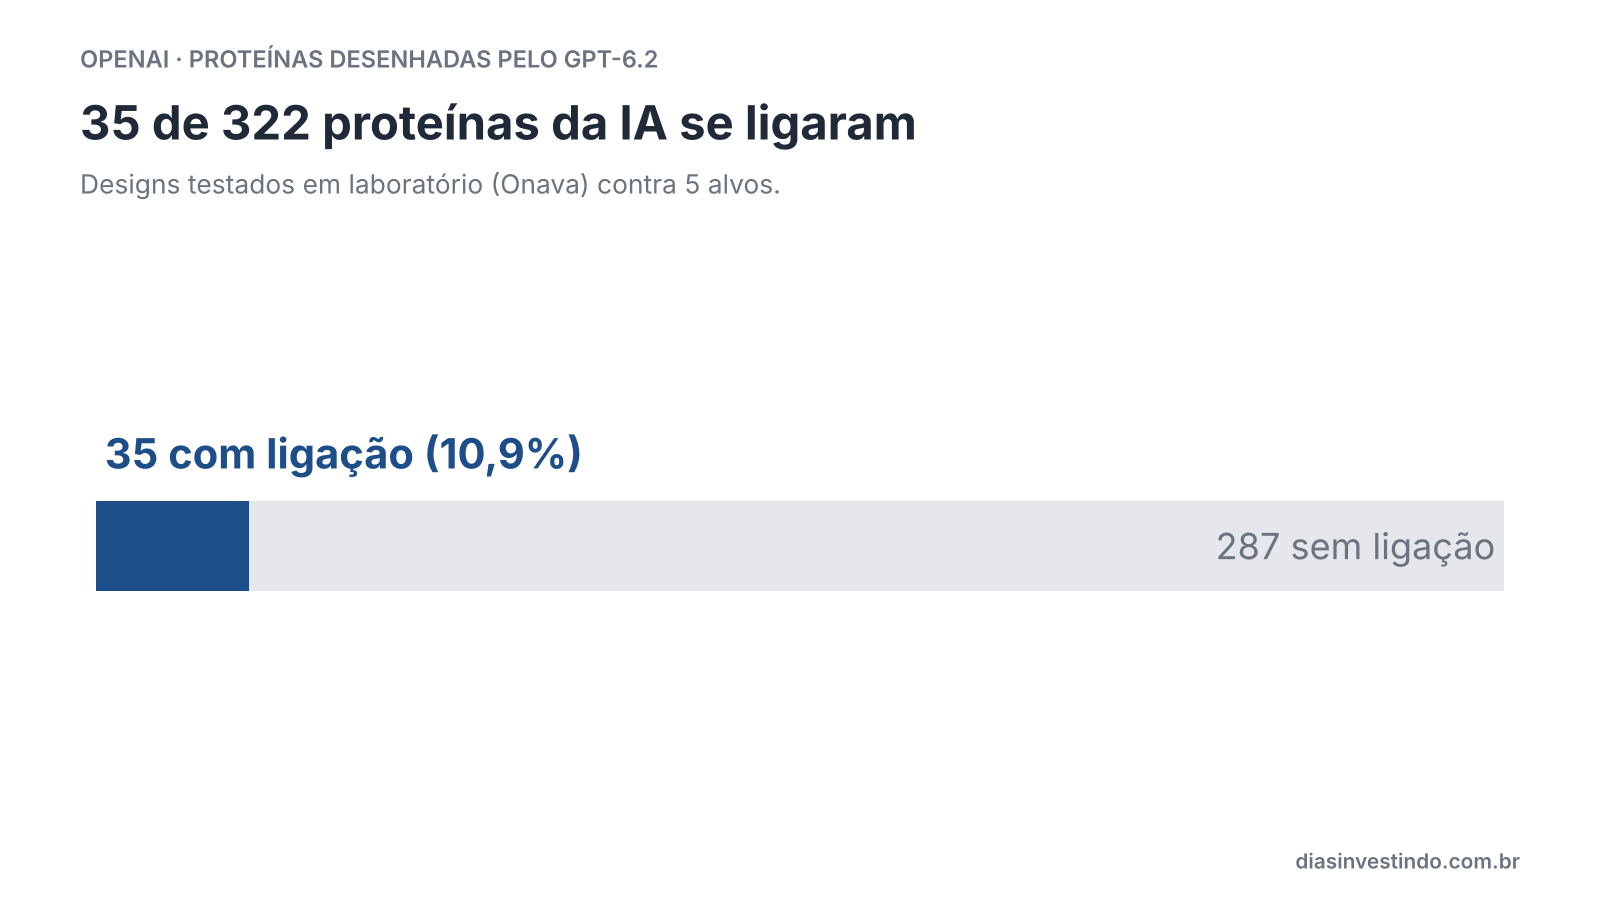 OPENAI · PROTEÍNAS DESENHADAS PELO GPT-6.2
35 de 322 proteínas da IA se ligaram
Designs testados em laboratório (Onava) contra 5 alvos.
35 com ligação (10,9%)
287 sem ligação
diasinvestindo.com.br